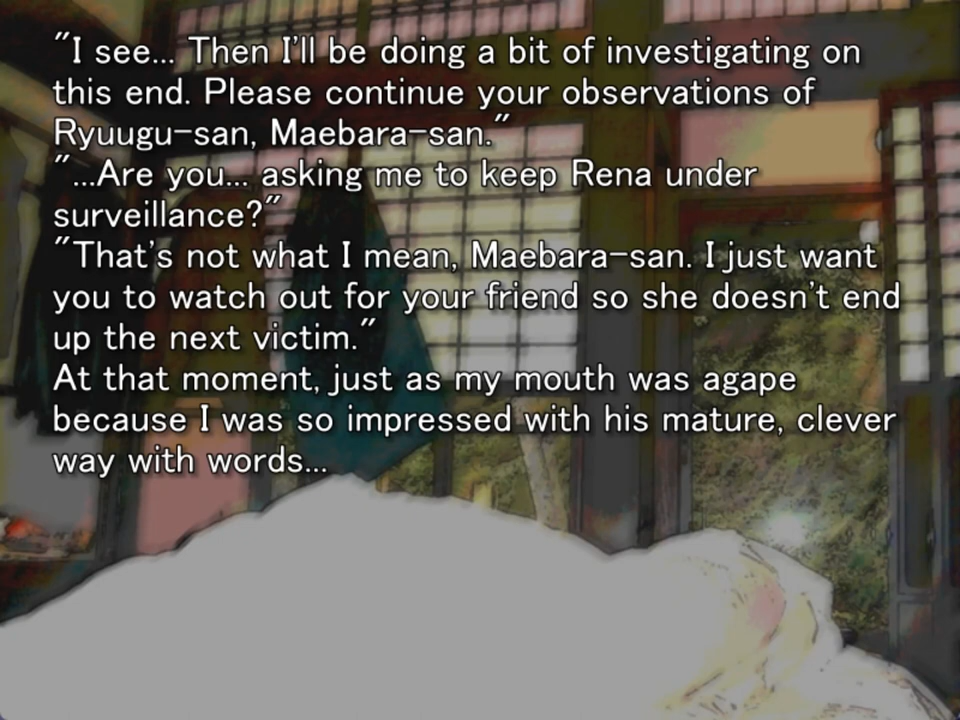 "I see... Then I'll be doing a bit of investigating on
this end. Please continue your observations of
Ryuugu-san, Maebara-san."
"...Are you... asking me to keep Rena under
surveillance?"
"That's not what I mean, Maebara-san. I just want
you to watch out for your friend so she doesn't end
up the next victim."
At that moment, just as my mouth was agape
because I was so impressed with his mature, clever
way with words...